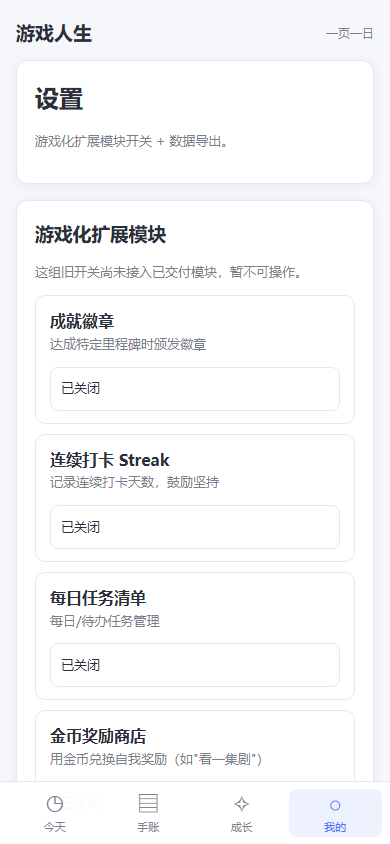 游戏人生
一页一日
设置
游戏化扩展模块开关 + 数据导出。
游戏化扩展模块
这组旧开关尚未接入已交付模块，暂不可操作。
成就徽章
达成特定里程碑时颁发徽章
已关闭
连续打卡 Streak
记录连续打卡天数，鼓励坚持
已关闭
每日任务清单
每日/待办任务管理
已关闭
金币奖励商店
用金币兑换自我奖励（如"看一集剧"）
今天
手账
成长
我的